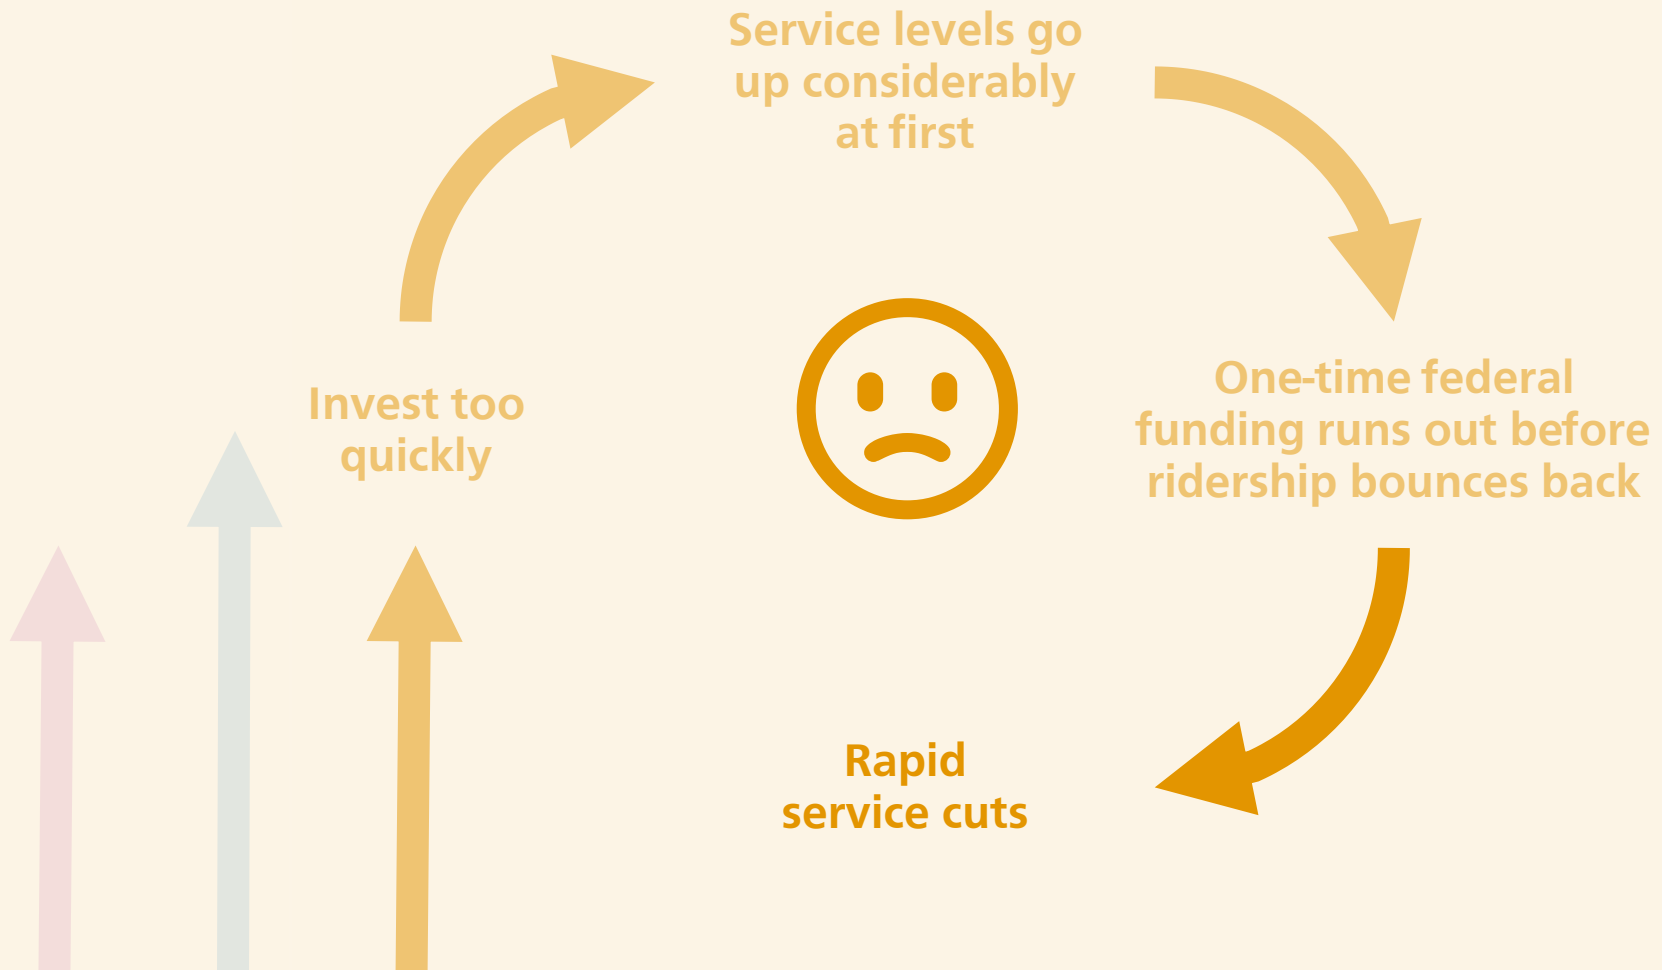 Service levels go
up considerably
at first
Invest too
quickly
One-time federal
funding runs out before
ridership bounces back
Rapid
service cuts